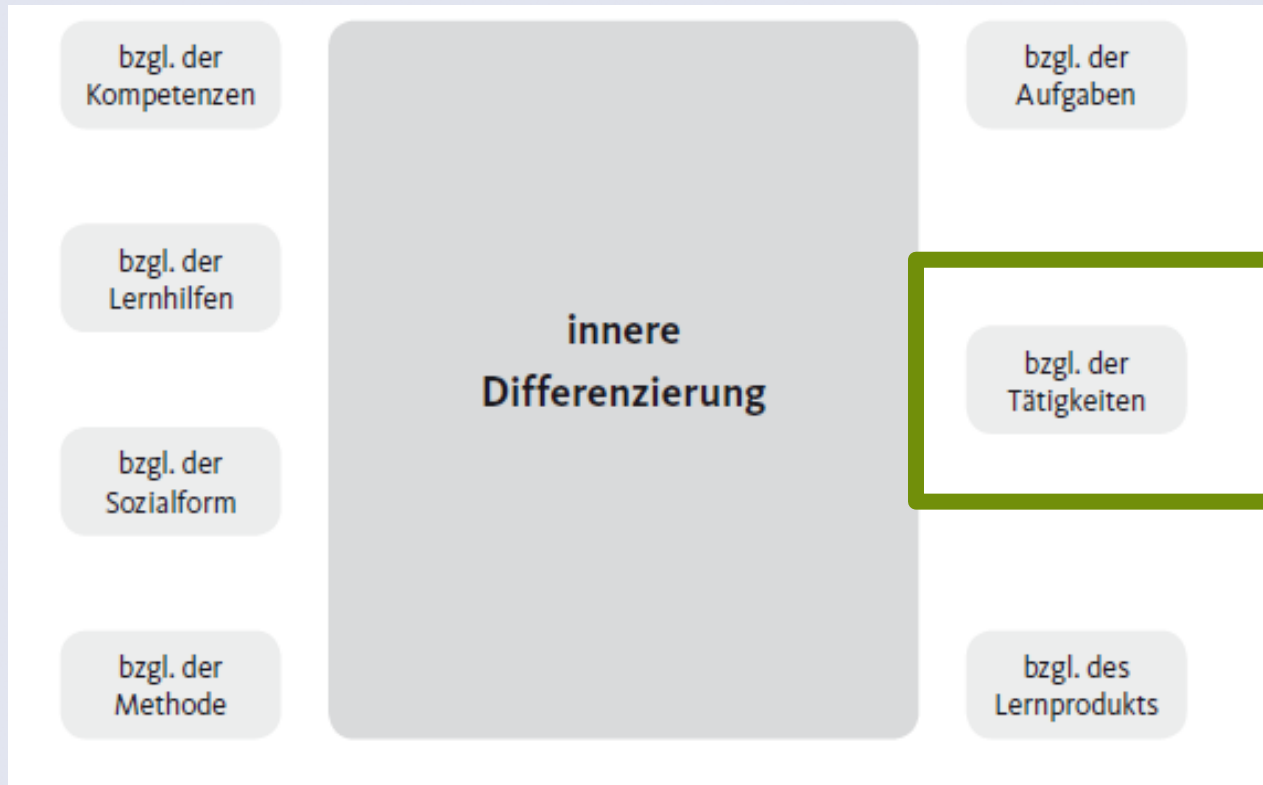 bzgl. der
Kompetenzen
bzgl. der
Lernhilfen
bzgl. der
Sozialform
bzgl. der
Methode
innere
Differenzierung
bzgl. der
Aufgaben
bzgl. der
Tätigkeiten
bzgl. des
Lernprodukts